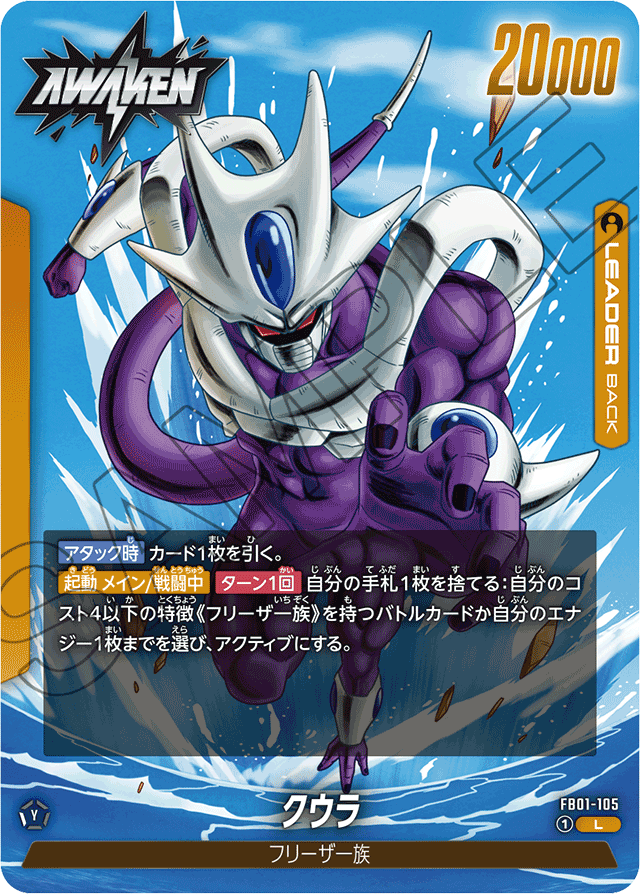 AWAKEN
20000
LEADER BACK
アタック時 カード1枚を引く。
起動メイン/戦闘中 ターン1回 自分の手札1枚を捨てる:自分のコ
スト4以下の特徴《フリーザ一族》を持つバトルカードか自分のエナ
ジー1枚までを選び、アクティブにする。
クウラ
FB01-105
Y
1 L
フリーザ一族
SAMPLE